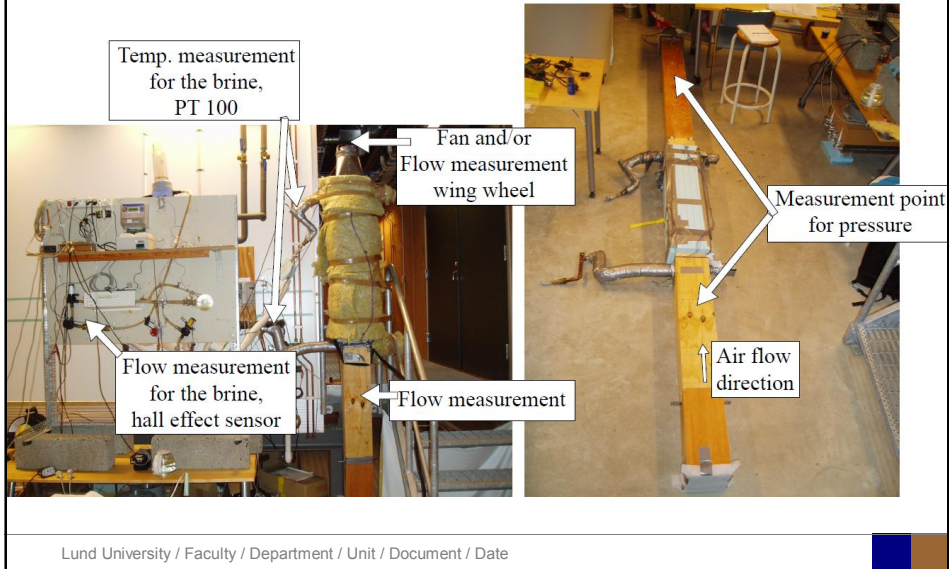 Temp. measurement
for the brine,
PT 100
Fan and/or
Flow measurement
wing wheel
Measurement point
for pressure
Flow measurement
for the brine,
hall effect sensor
Flow measurement
Air flow
direction
Lund University / Faculty / Department / Unit / Document / Date